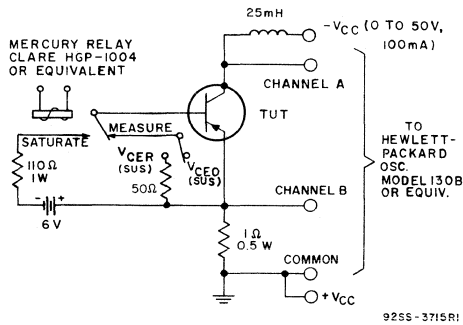 25mH
-VCC (0 TO 50V,
100mA)
MERCURY RELAY
CLARE HGP-1004
OR EQUIVALENT
CHANNEL A
TUT
SATURATE
MEASURE
VCER
(SUS)
VCEO
(SUS)
110Ω
1W
50Ω
- +
6V
CHANNEL B
TO
HEWLETT-
PACKARD
OSC.
MODEL 130B
OR EQUIV.
1Ω
0.5 W
COMMON
+VCC
92SS-3715R1